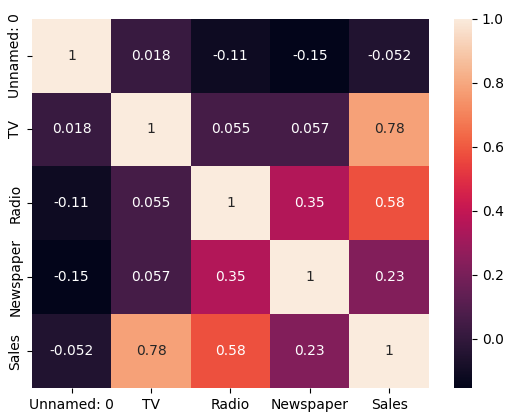 Unnamed: 0 1 0.018 -0.11 -0.15 -0.052
TV 0.018 1 0.055 0.057 0.78
Radio -0.11 0.055 1 0.35 0.58
Newspaper -0.15 0.057 0.35 1 0.23
Sales -0.052 0.78 0.58 0.23 1
Unnamed: 0 TV Radio Newspaper Sales
1.0
0.8
0.6
0.4
0.2
0.0